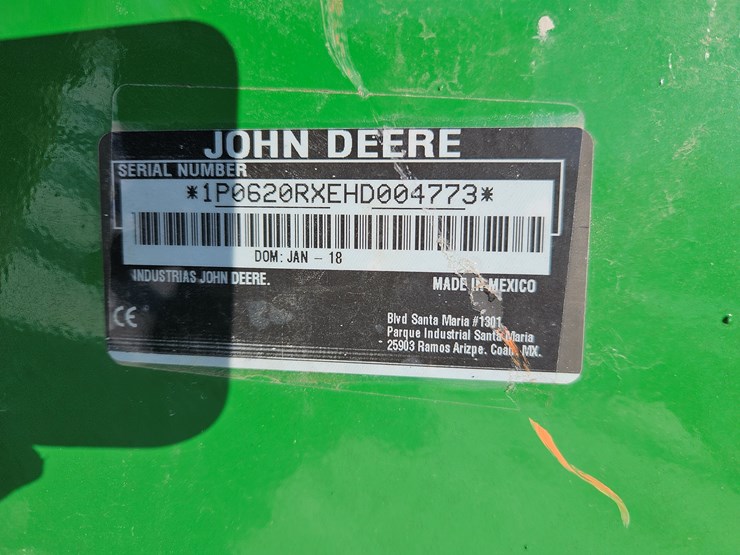 JOHN DEERE
SERIAL NUMBER
*1P0620RXEHD004773*
DOM: JAN - 18
INDUSTRIAS JOHN DEERE.
MADE IN MEXICO
CE
Blvd Santa Maria #1301
Parque Industrial Santa Maria
25903 Ramos Arizpe. Coah. MX.